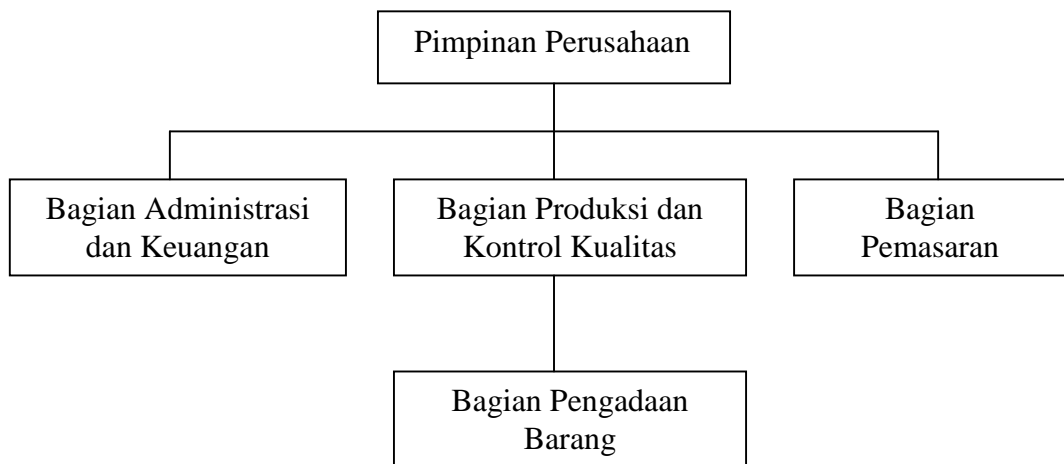 Pimpinan Perusahaan
Bagian Administrasi
dan Keuangan
Bagian Produksi dan
Kontrol Kualitas
Bagian
Pemasaran
Bagian Pengadaan
Barang